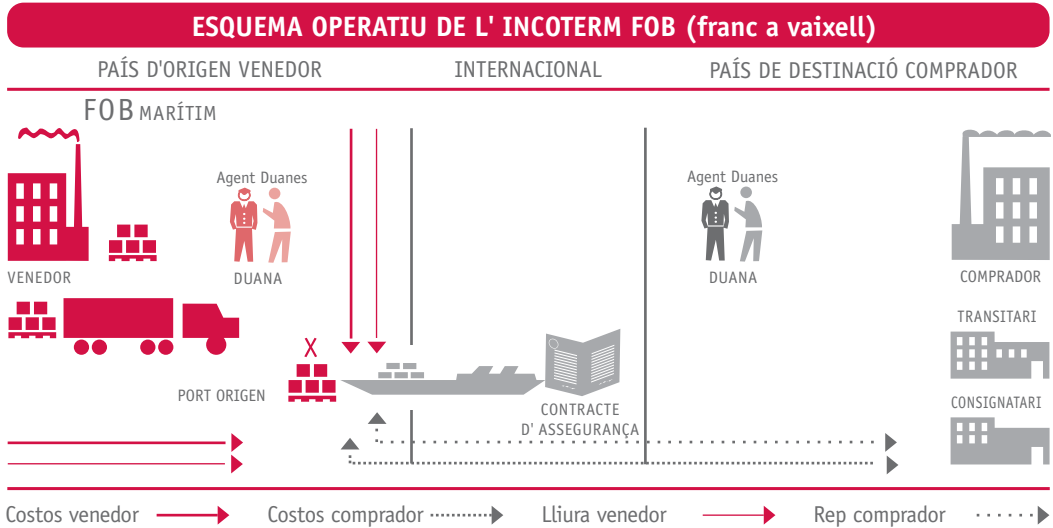 ESQUEMA OPERATIU DE L' INCOTERM FOB (franc a vaixell)
PAÍS D'ORIGEN VENEDOR
INTERNACIONAL
PAÍS DE DESTINACIÓ COMPRADOR
FOB MARÍTIM
Agent Duanes
Agent Duanes
VENEDOR
DUANA
DUANA
COMPRADOR
TRANSITARI
X
PORT ORIGEN
CONTRACTE
D' ASSEGURANÇA
CONSIGNATARI
Costos venedor
Costos comprador
Lliura venedor
Rep comprador